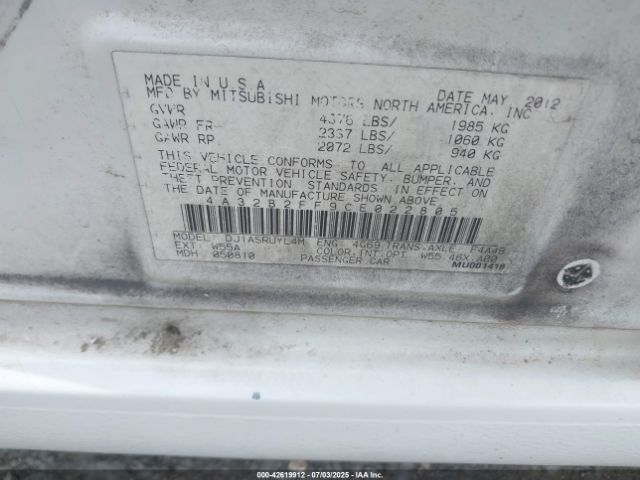 MADE IN U S A DATE MAY 2012
MFD BY MITSUBISHI MOTORS NORTH AMERICA, INC
GVWR 4376 LBS/ 1985 KG
GAWR FR 2337 LBS/ 1060 KG
GAWR RR 2072 LBS/ 940 KG
THIS VEHICLE CONFORMS TO ALL APPLICABLE
FEDERAL MOTOR VEHICLE SAFETY, BUMPER, AND
THEFT PREVENTION STANDARDS IN EFFECT ON
THE DATE OF MANUFACTURE SHOWN ABOVE
4A32B2FF9CE022805
MODEL DJ1ASRUYL4M ENG 4G69 TRANS.AXLE F4A4B
EXT W55A COLOR,INT,OPT W55 46X A00
MDH 050810 PASSENGER CAR MU001418
000-42619912 - 07/03/2025 - IAA Inc.